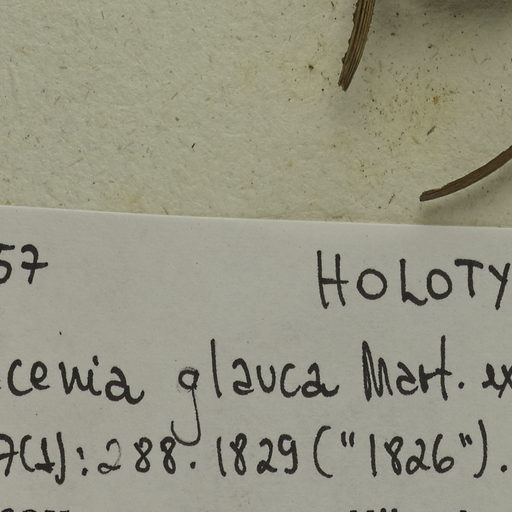 57 HOLOTY
cenia glauca Mart. ex
7(1): 288. 1829 ("1826").